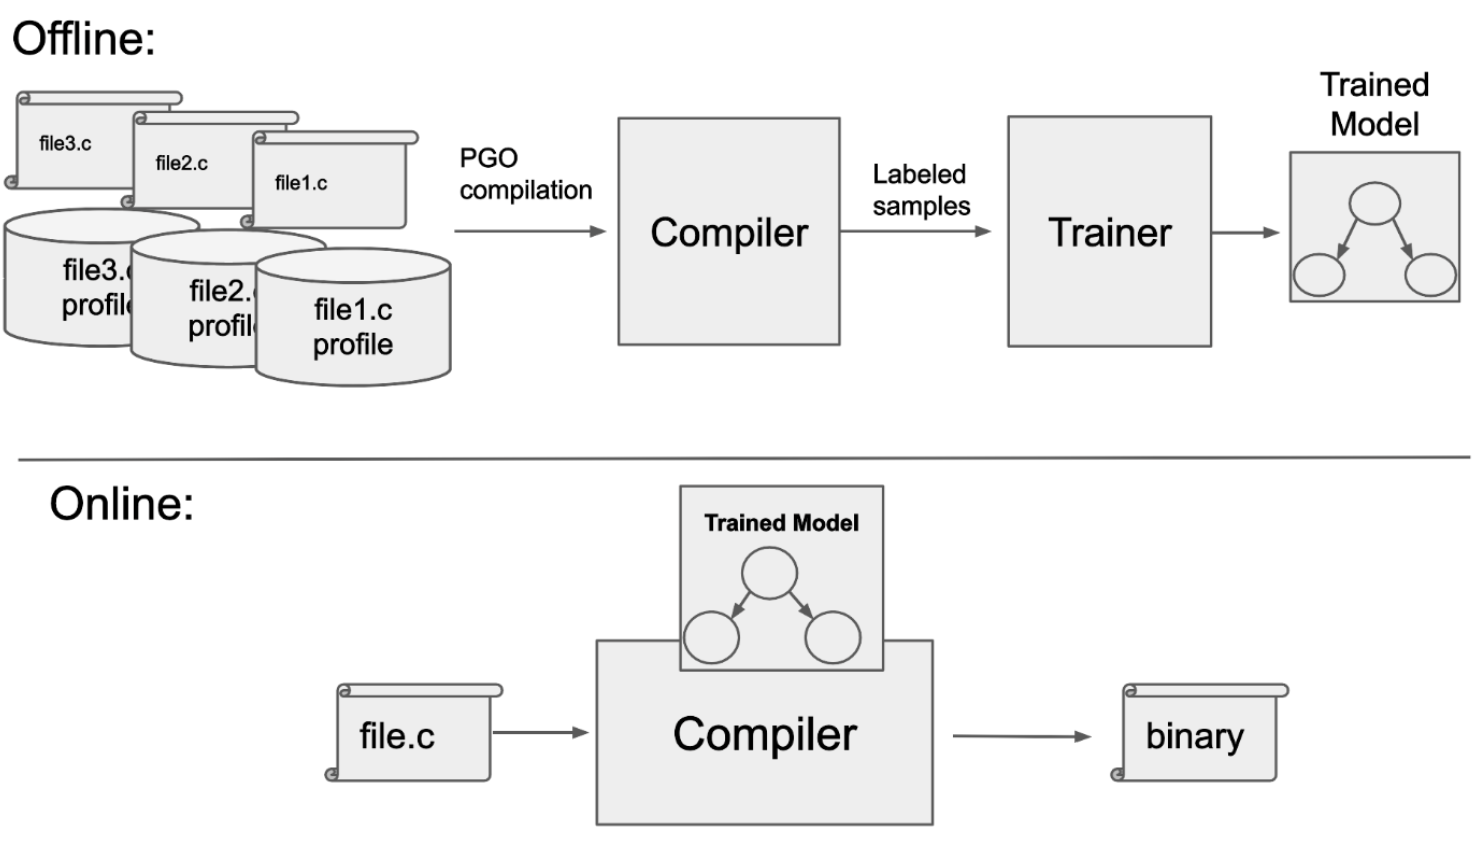 Offline:
file3.c
file2.c
file1.c
file3.
profile
file2.
profil
file1.c
profile
PGO
compilation
Compiler
Labeled
samples
Trainer
Trained
Model
Online:
Trained Model
file.c
Compiler
binary